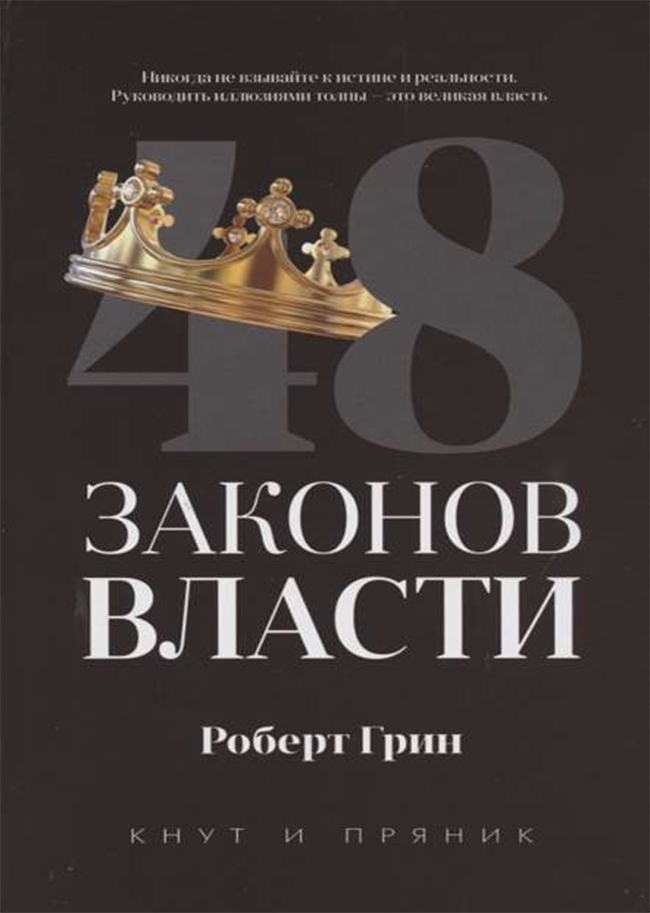 Никогда не взывайте к истине и реальности.
Руководить иллюзиями толпы — это великая власть
48
ЗАКОНОВ
ВЛАСТИ
Роберт Грин
КНУТ И ПРЯНИК